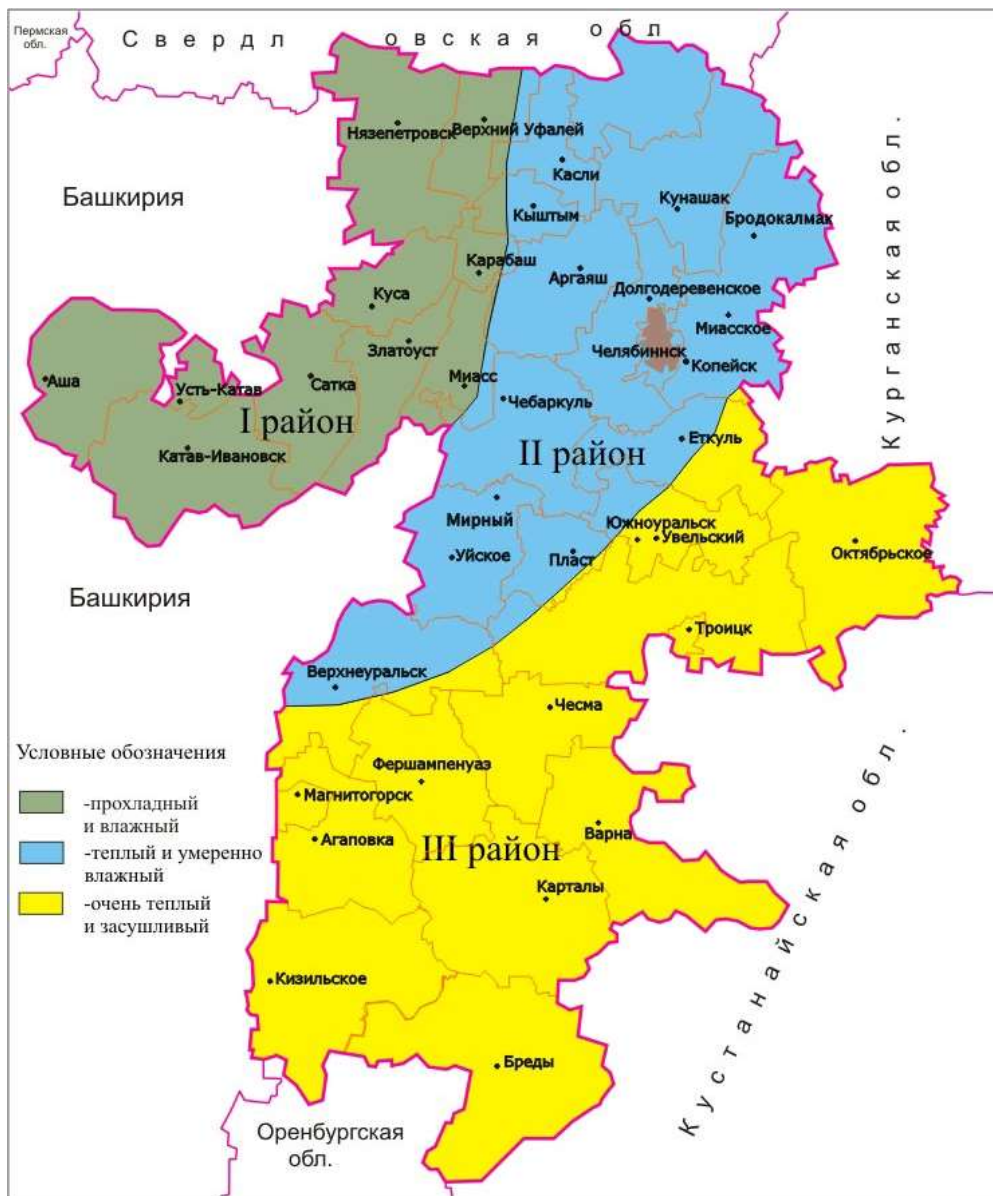 Пермская
обл.
Свердловская обл
Нязепетровск
Верхний Уфалей
Касли
Башкирия
Кыштым
Кунашак
Бродокалмак
Курганская обл.
Карабаш
Аргаяш
Куса
Долгодеревенское
Миасское
Златоуст
Челябиннск
Копейск
Аша
Усть-Катав
Сатка
Миасс
Чебаркуль
I район
Еткуль
Катав-Ивановск
II район
Мирный
Южноуральск
Увельский
Уйское
Пласт
Октябрьское
Башкирия
Троицк
Верхнеуральск
Чесма
Условные обозначения
Фершампенуаз
-прохладный
и влажный
Магнитогорск
Агаповка
III район
Варна
-теплый и умеренно
влажный
Карталы
-очень теплый
и засушливый
Кустанайская обл.
Кизильское
Бреды
Оренбургская
обл.